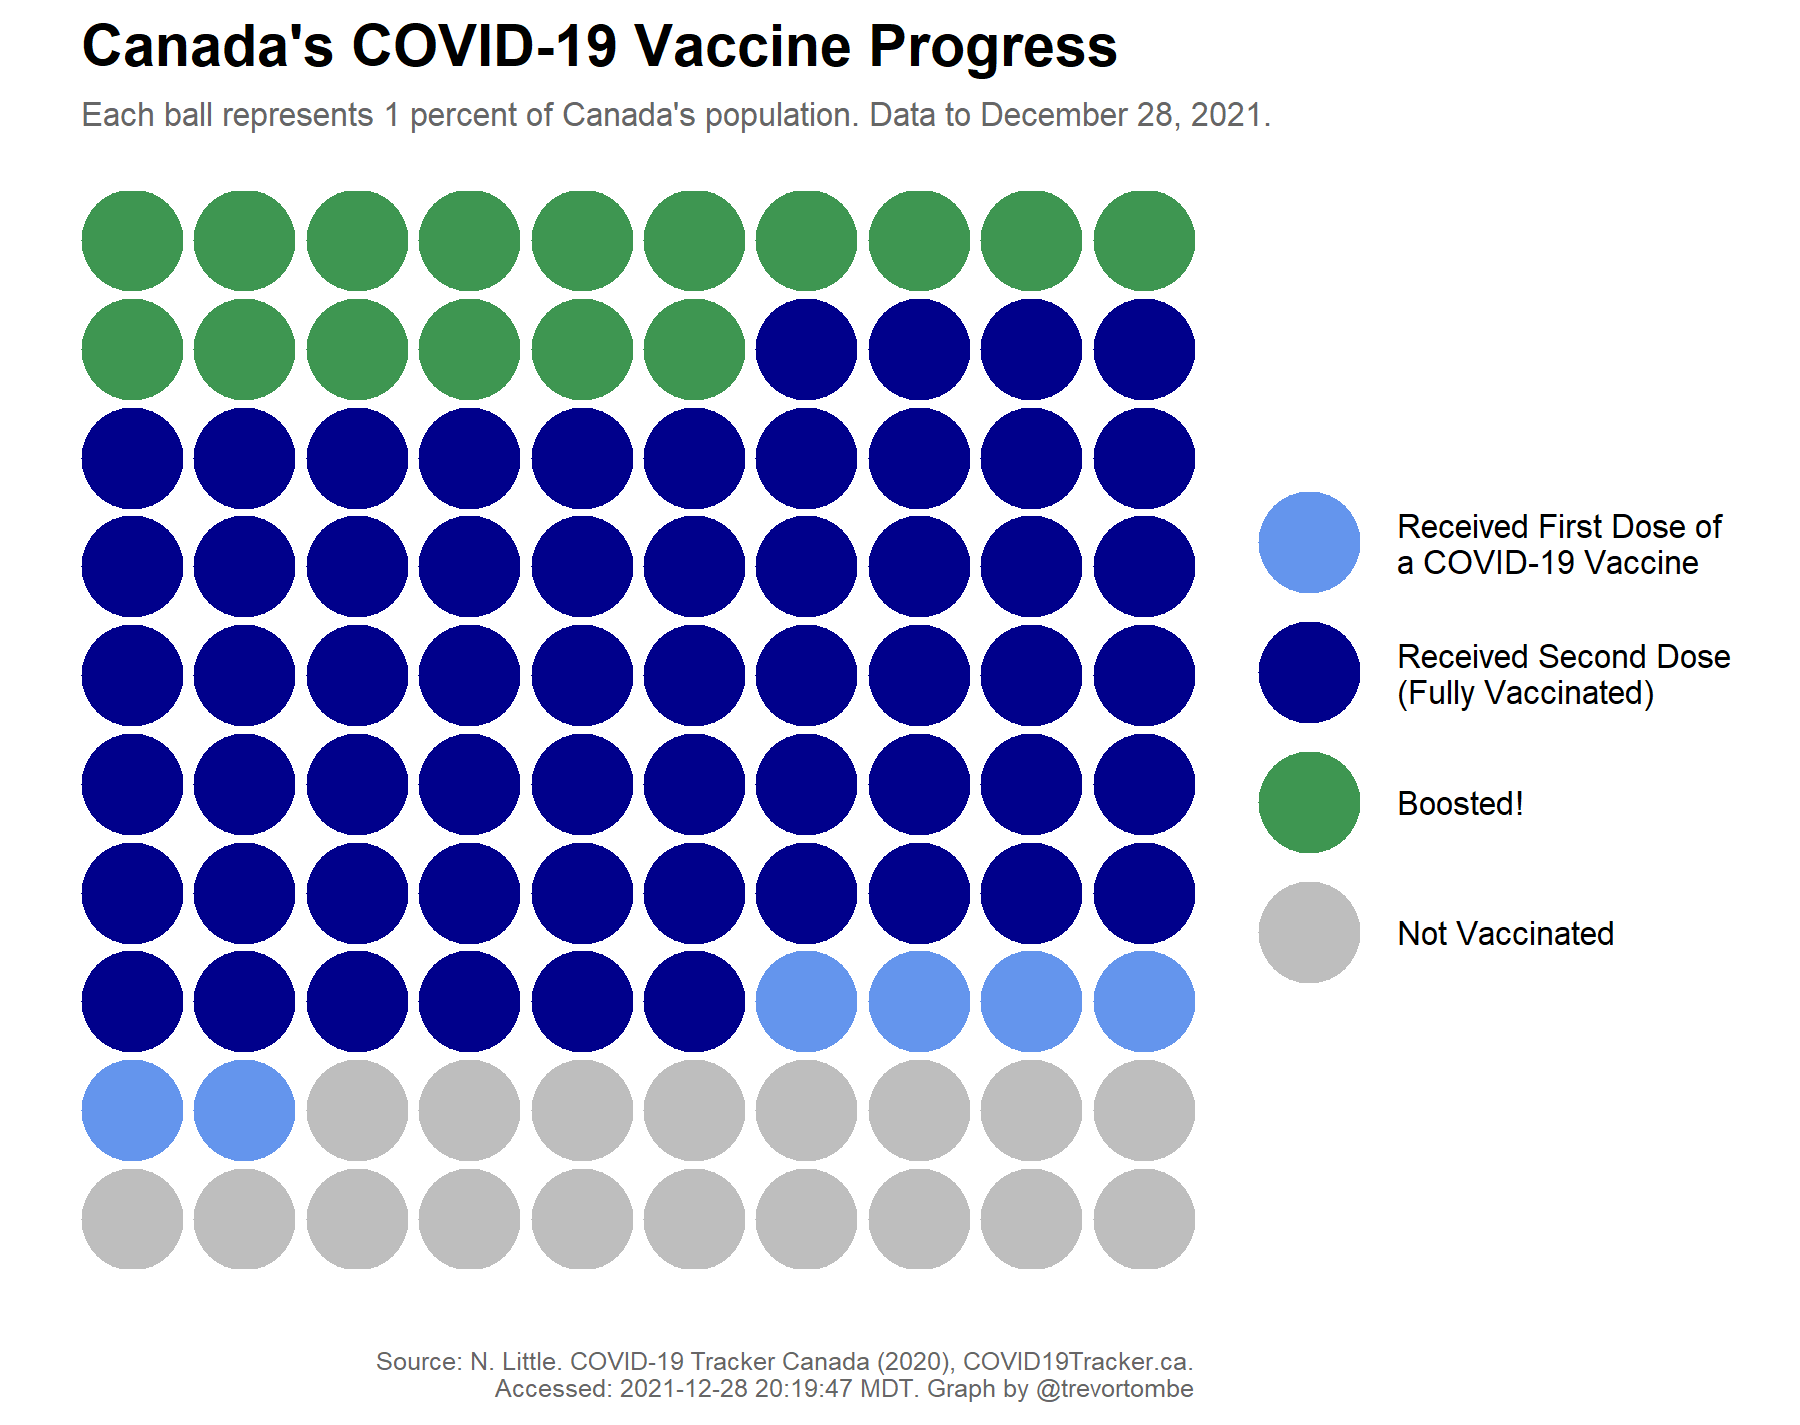 Canada's COVID-19 Vaccine Progress
Each ball represents 1 percent of Canada's population. Data to December 28, 2021.
Received First Dose of
a COVID-19 Vaccine
Received Second Dose
(Fully Vaccinated)
Boosted!
Not Vaccinated
Source: N. Little. COVID-19 Tracker Canada (2020), COVID19Tracker.ca.
Accessed: 2021-12-28 20:19:47 MDT. Graph by @trevortombe